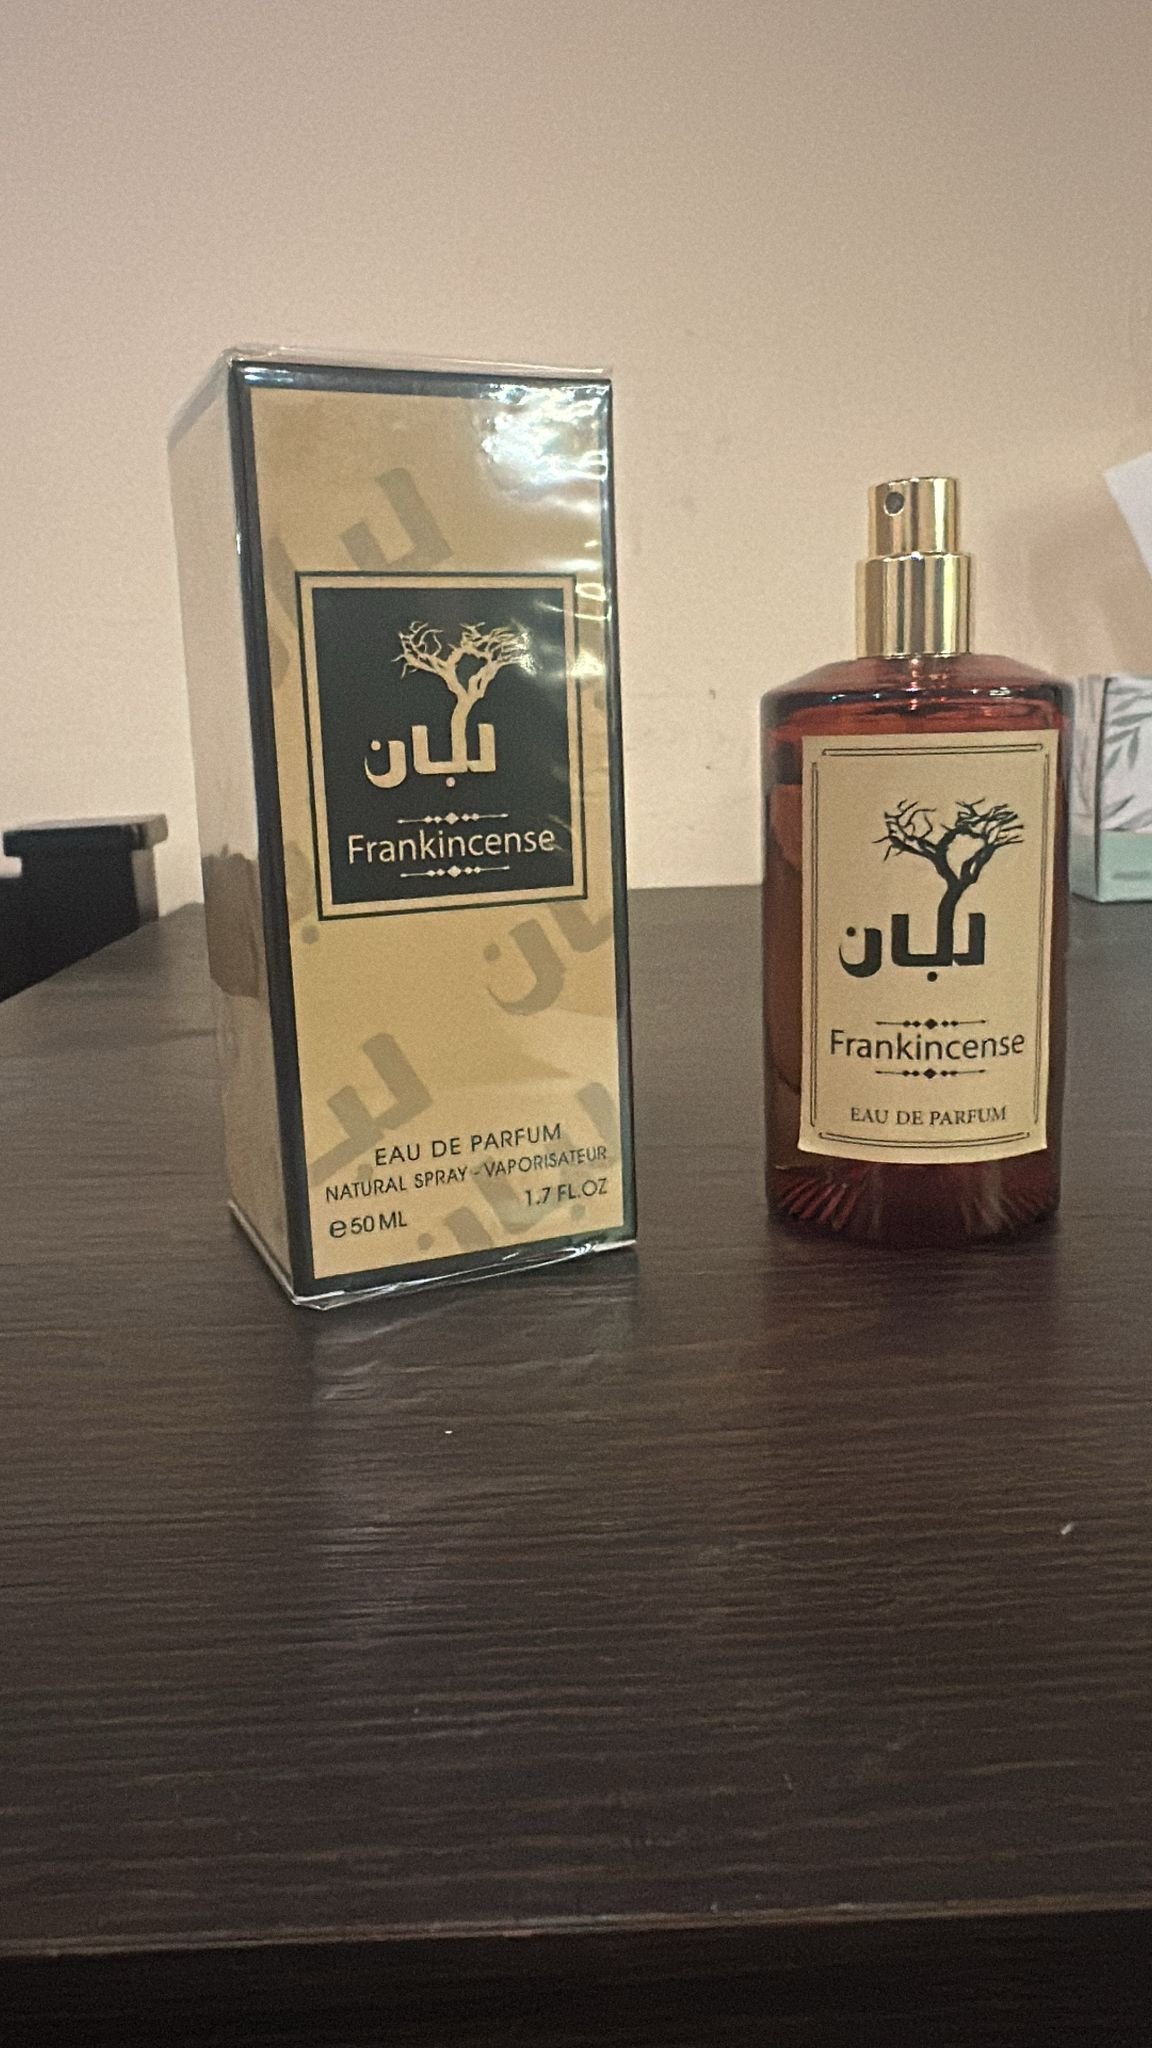 لبان
Frankincense
EAU DE PARFUM
NATURAL SPRAY - VAPORISATEUR
e 50 ML 1.7 FL.OZ
لبان
Frankincense
EAU DE PARFUM